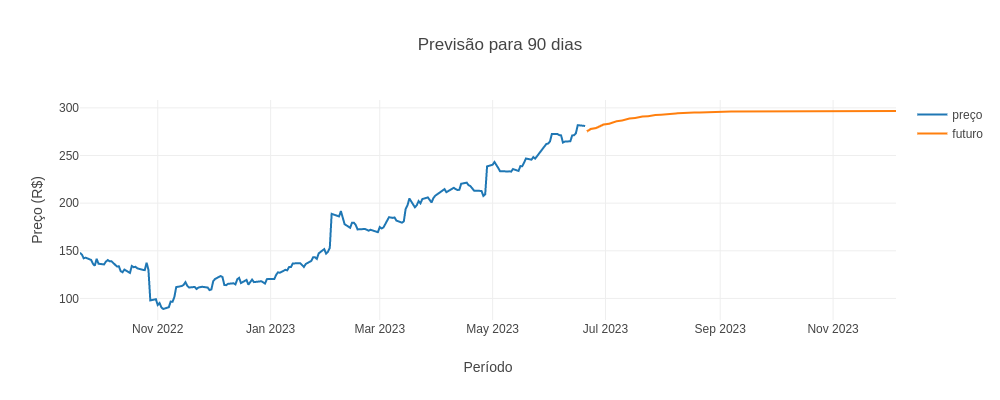 Previsão para 90 dias
Preço (R$)
300
250
200
150
100
Nov 2022
Jan 2023
Mar 2023
May 2023
Jul 2023
Sep 2023
Nov 2023
Período
preço
futuro